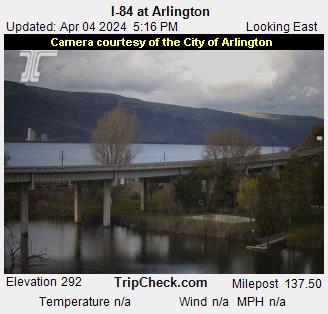 I-84 at Arlington
Updated: Apr 04 2024 5:16 PM Looking East
Camera courtesy of the City of Arlington
Elevation 292 TripCheck.com Milepost 137.50
Temperature n/a Wind n/a MPH n/a